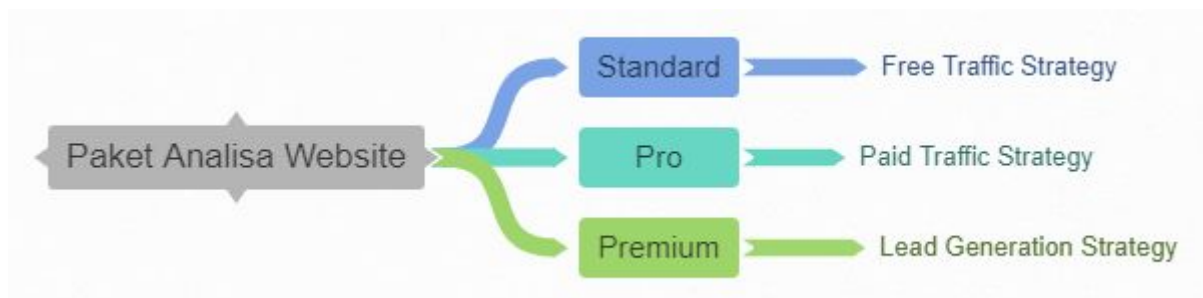 Paket Analisa Website
Standard
Free Traffic Strategy
Pro
Paid Traffic Strategy
Premium
Lead Generation Strategy